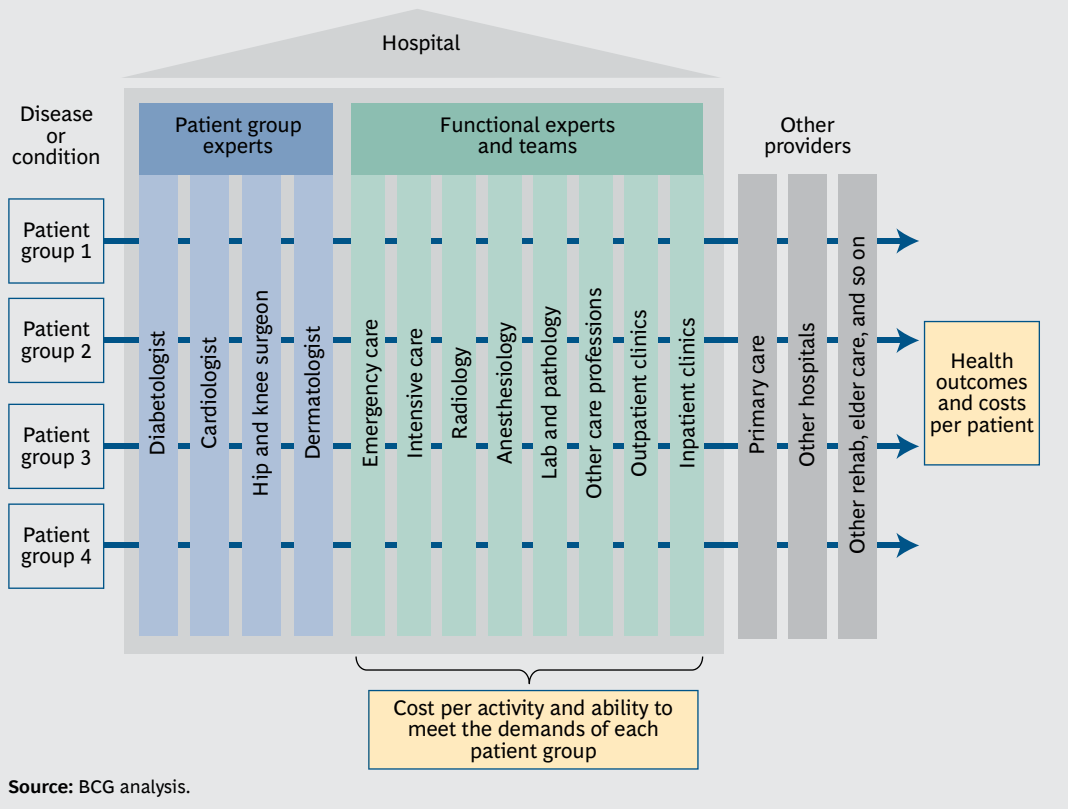 Hospital
Disease
or
condition
Patient group
experts
Functional experts
and teams
Other
providers
Patient
group 1
Patient
group 2
Patient
group 3
Patient
group 4
Diabetologist
Cardiologist
Hip and knee surgeon
Dermatologist
Emergency care
Intensive care
Radiology
Anesthesiology
Lab and pathology
Other care professions
Outpatient clinics
Inpatient clinics
Primary care
Other hospitals
Other rehab, elder care, and so on
Health
outcomes
and costs
per patient
Cost per activity and ability to
meet the demands of each
patient group
Source: BCG analysis.